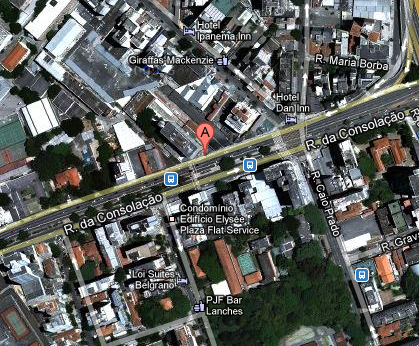 Hotel
Ipanema Inn
Giraffas Mackenzie
R. Maria Borba
Hotel
Dan Inn
A
R. da Consolação
R. Caio Prado
R. da Consolação
Condomínio
Edifício Elysée
Plaza Flat Service
R. Grav
Loi Suites
Belgrano
PJF Bar
Lanches